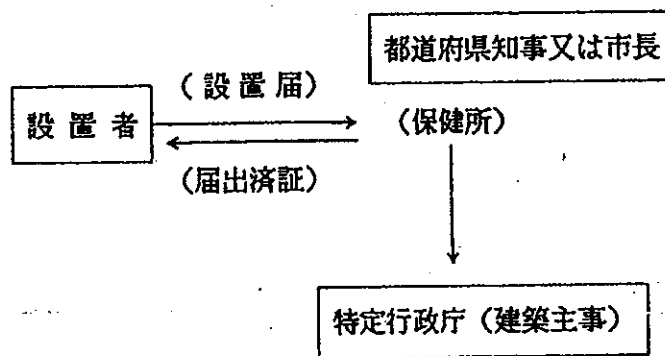 都道府県知事又は市長
(設置届)
設置者
(保健所)
(届出済証)
特定行政庁(建築主事)